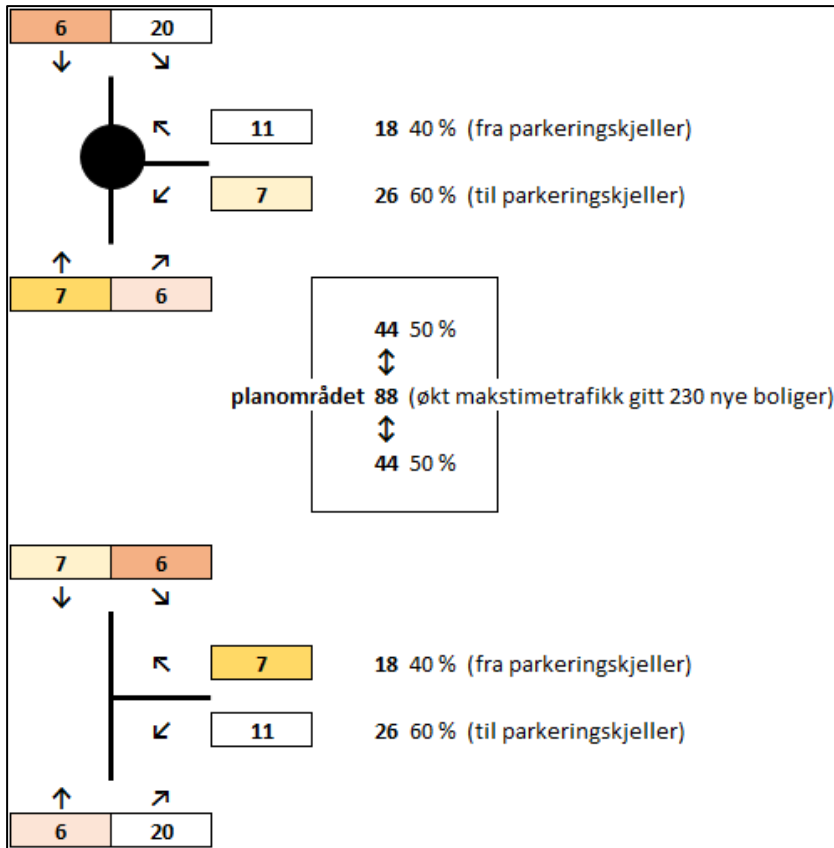 6 20
↓ ↘
↖ 11 18 40 % (fra parkeringskjeller)
↙ 7 26 60 % (til parkeringskjeller)
↑ ↗
7 6
44 50 %
↕
planområdet 88 (økt makstimetrafikk gitt 230 nye boliger)
↕
44 50 %
7 6
↓ ↘
↖ 7 18 40 % (fra parkeringskjeller)
↙ 11 26 60 % (til parkeringskjeller)
↑ ↗
6 20